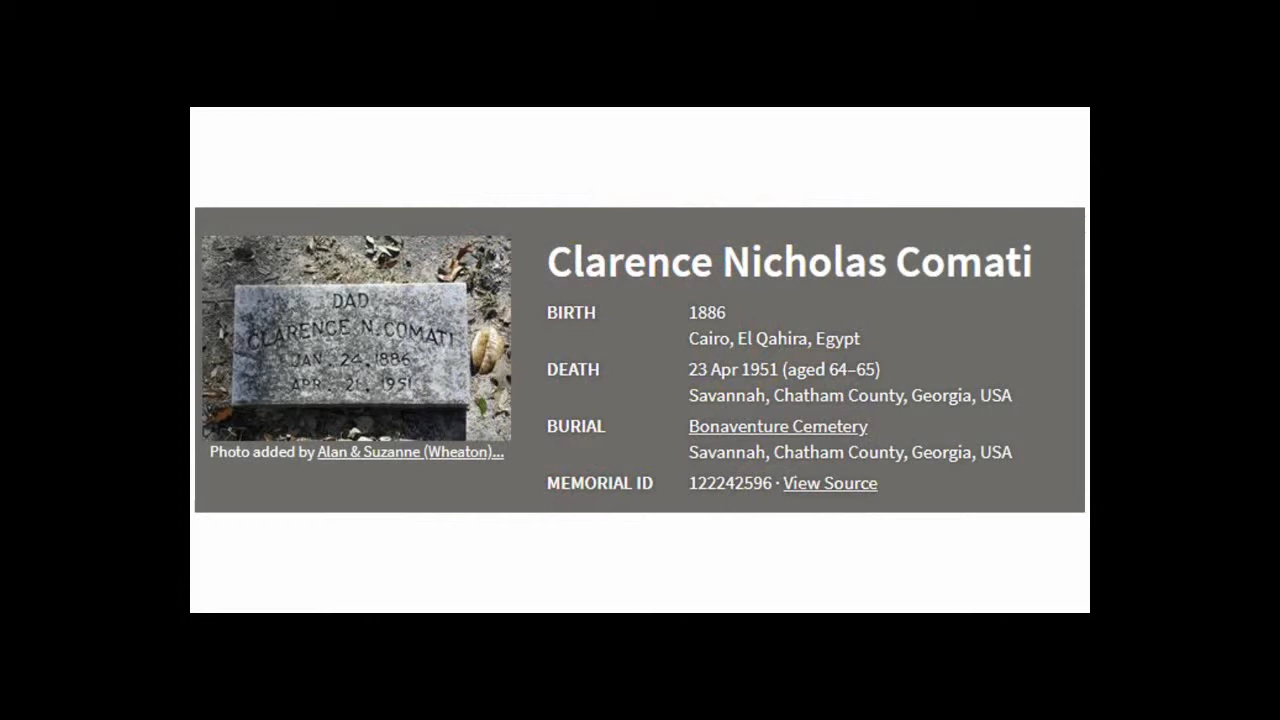 DAD
CLARENCE N. COMATI
JAN. 24, 1886
APR. 21, 1951
Photo added by Alan & Suzanne (Wheaton)...
Clarence Nicholas Comati
BIRTH 1886
Cairo, El Qahira, Egypt
DEATH 23 Apr 1951 (aged 64–65)
Savannah, Chatham County, Georgia, USA
BURIAL Bonaventure Cemetery
Savannah, Chatham County, Georgia, USA
MEMORIAL ID 122242596 · View Source